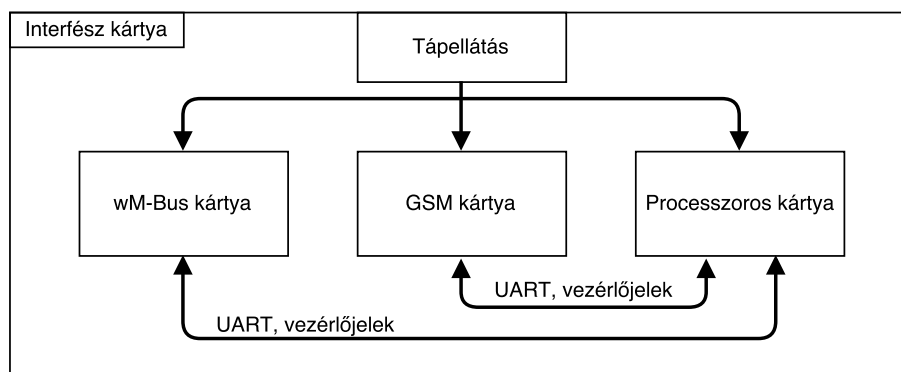 Interfész kártya
Tápellátás
wM-Bus kártya
GSM kártya
Processzoros kártya
UART, vezérlőjelek
UART, vezérlőjelek